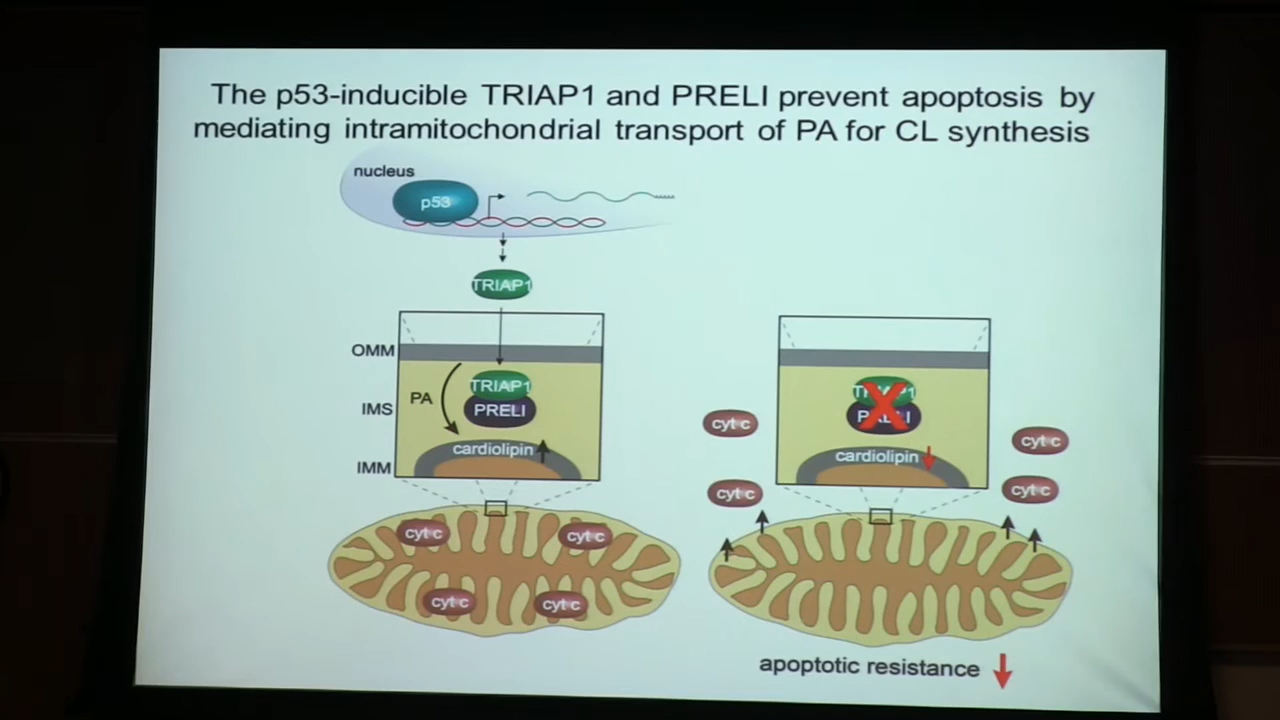 The p53-inducible TRIAP1 and PRELI prevent apoptosis by
mediating intramitochondrial transport of PA for CL synthesis
nucleus
p53
TRIAP1
OMM
IMS
IMM
PA
TRIAP1
PRELI
cardiolipin
cyt c
cyt c
cyt c
cyt c
TRIAP1
PRELI
cardiolipin
cyt c
cyt c
cyt c
cyt c
apoptotic resistance